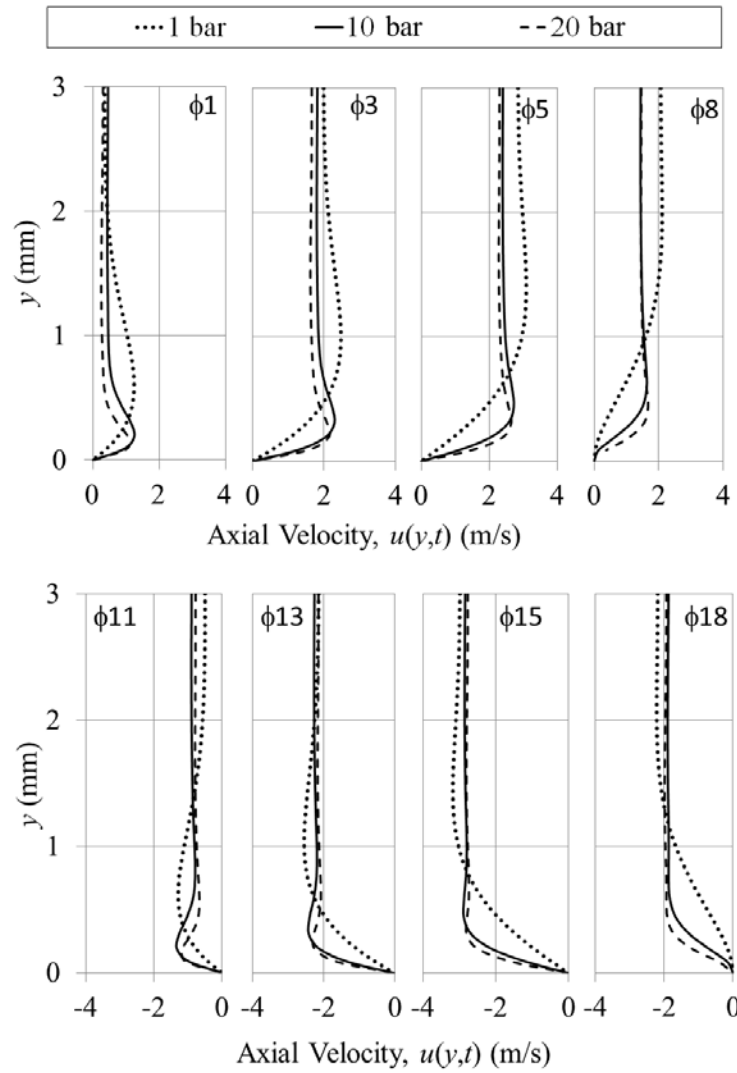 1 bar 10 bar 20 bar
ϕ1 ϕ3 ϕ5 ϕ8
3
2
1
0
y (mm)
0 2 4 0 2 4 0 2 4 0 2 4
Axial Velocity, u(y,t) (m/s)
ϕ11 ϕ13 ϕ15 ϕ18
3
2
1
0
y (mm)
-4 -2 0 -4 -2 0 -4 -2 0 -4 -2 0
Axial Velocity, u(y,t) (m/s)